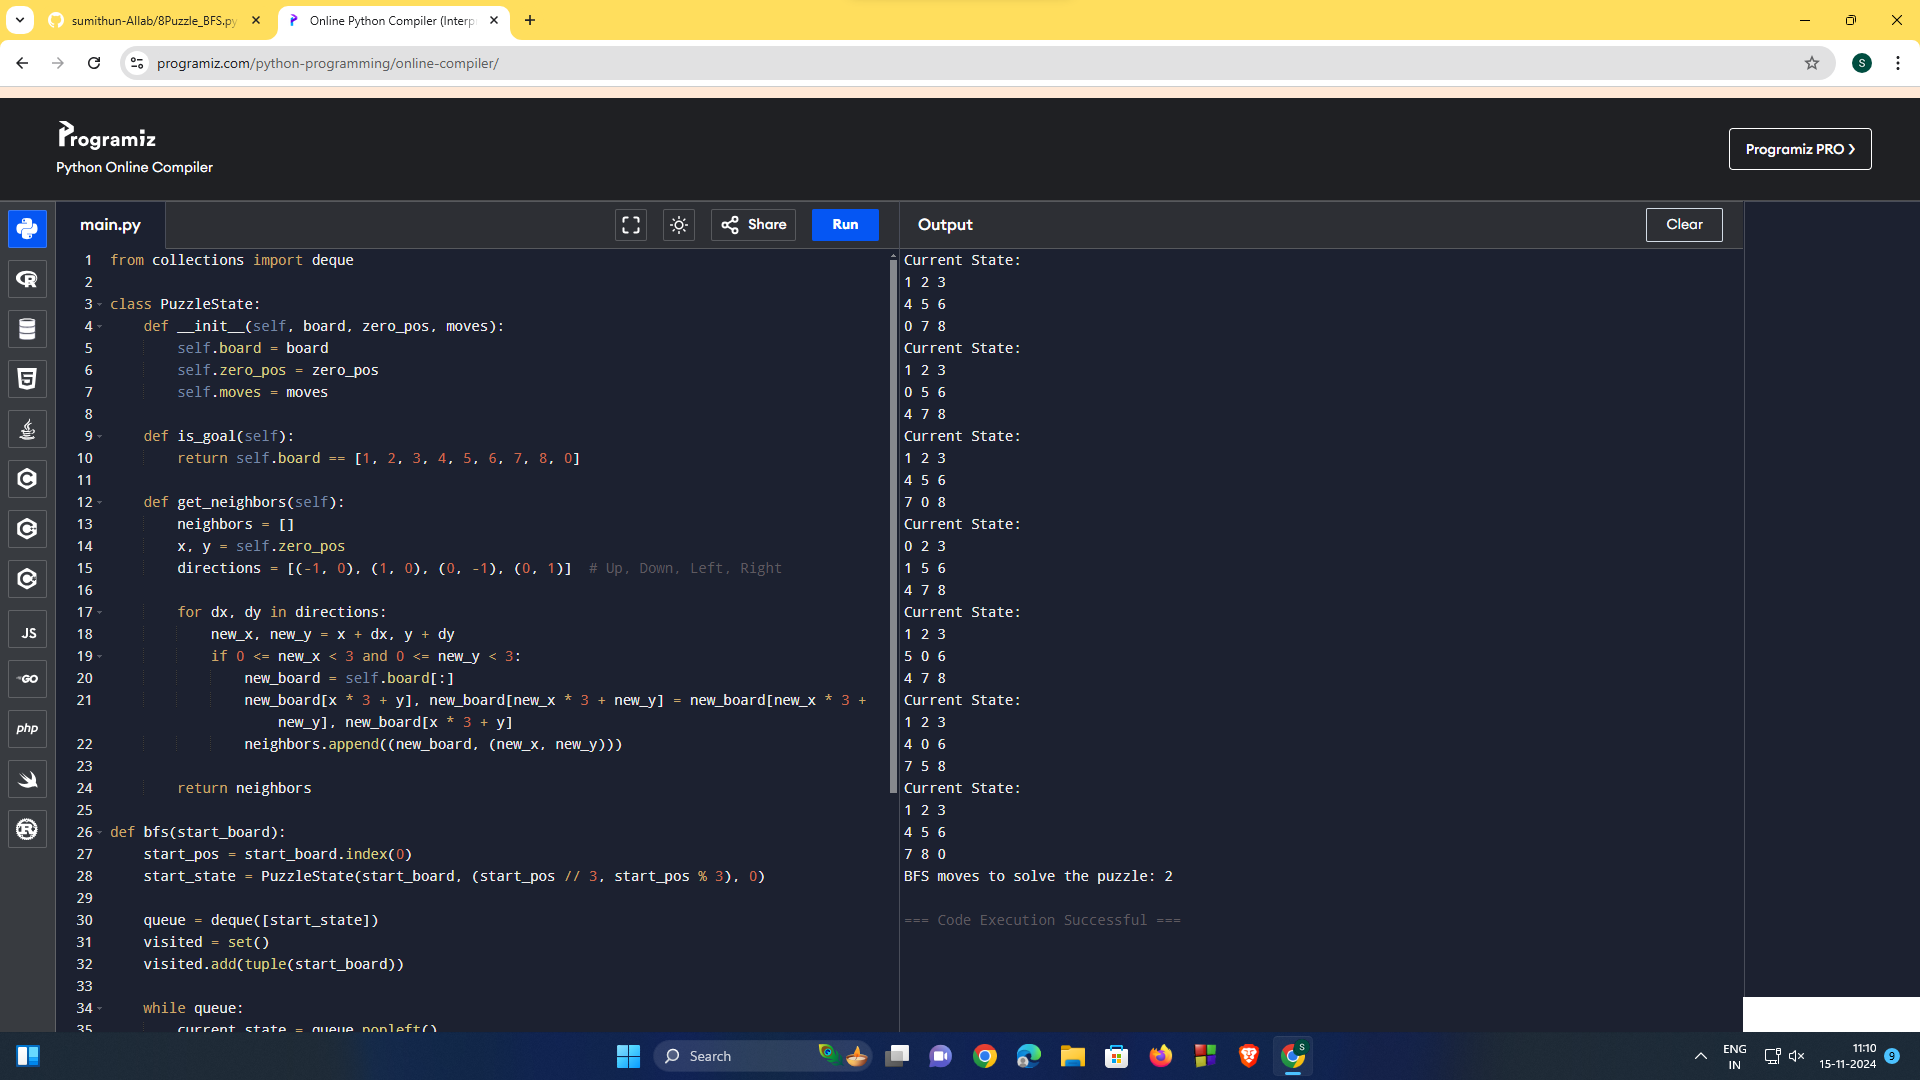 sumithun-Allab/8Puzzle_BFS.py
Online Python Compiler (Interp
programiz.com/python-programming/online-compiler/
S
Programiz
Python Online Compiler
Programiz PRO
main.py
Share
Run
Output
Clear
1 from collections import deque
2
3 class PuzzleState:
4 def __init__(self, board, zero_pos, moves):
5 self.board = board
6 self.zero_pos = zero_pos
7 self.moves = moves
8
9 def is_goal(self):
10 return self.board == [1, 2, 3, 4, 5, 6, 7, 8, 0]
11
12 def get_neighbors(self):
13 neighbors = []
14 x, y = self.zero_pos
15 directions = [(-1, 0), (1, 0), (0, -1), (0, 1)]  # Up, Down, Left, Right
16
17 for dx, dy in directions:
18 new_x, new_y = x + dx, y + dy
19 if 0 <= new_x < 3 and 0 <= new_y < 3:
20 new_board = self.board[:]
21 new_board[x * 3 + y], new_board[new_x * 3 + new_y] = new_board[new_x * 3 +
new_y], new_board[x * 3 + y]
22 neighbors.append((new_board, (new_x, new_y)))
23
24 return neighbors
25
26 def bfs(start_board):
27 start_pos = start_board.index(0)
28 start_state = PuzzleState(start_board, (start_pos // 3, start_pos % 3), 0)
29
30 queue = deque([start_state])
31 visited = set()
32 visited.add(tuple(start_board))
33
34 while queue:
35 current_state = queue.popleft()
Current State:
1 2 3
4 5 6
0 7 8
Current State:
1 2 3
0 5 6
4 7 8
Current State:
1 2 3
4 5 6
7 0 8
Current State:
0 2 3
1 5 6
4 7 8
Current State:
1 2 3
5 0 6
4 7 8
Current State:
1 2 3
4 0 6
7 5 8
Current State:
1 2 3
4 5 6
7 8 0
BFS moves to solve the puzzle: 2
=== Code Execution Successful ===
JS
GO
php
Search
S
ENG
IN
11:10
15-11-2024
9